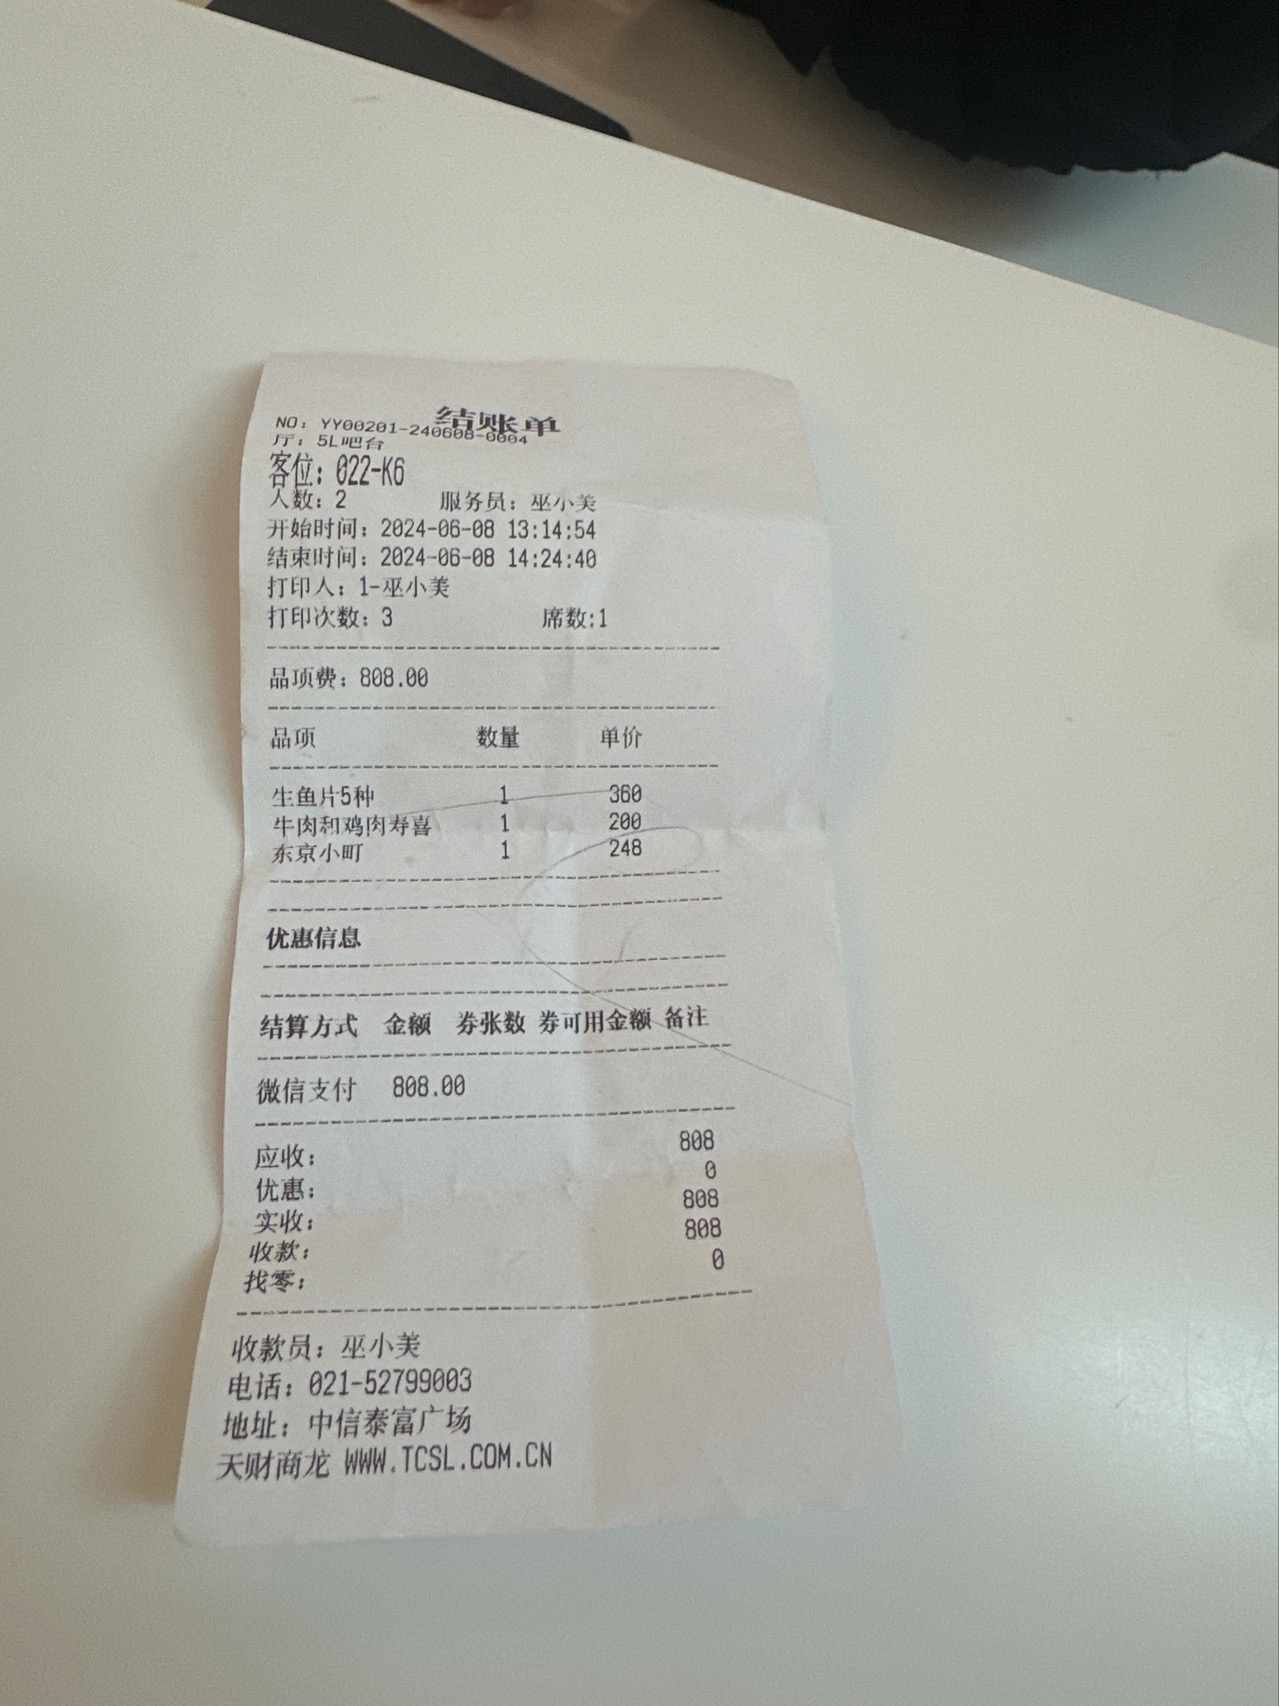 结账单
NO: YY00201-240608-0004
厅: 5L吧台
客位: 022-K6
人数: 2 服务员: 巫小美
开始时间: 2024-06-08 13:14:54
结束时间: 2024-06-08 14:24:40
打印人: 1-巫小美
打印次数: 3 席数:1
品项费: 808.00
品项 数量 单价
生鱼片5种 1 360
牛肉和鸡肉寿喜 1 200
东京小町 1 248
优惠信息
结算方式 金额 券张数 券可用金额 备注
微信支付 808.00
应收: 808
优惠: 0
实收: 808
收款: 808
找零: 0
收款员: 巫小美
电话: 021-52799003
地址: 中信泰富广场
天财商龙 WWW.TCSL.COM.CN